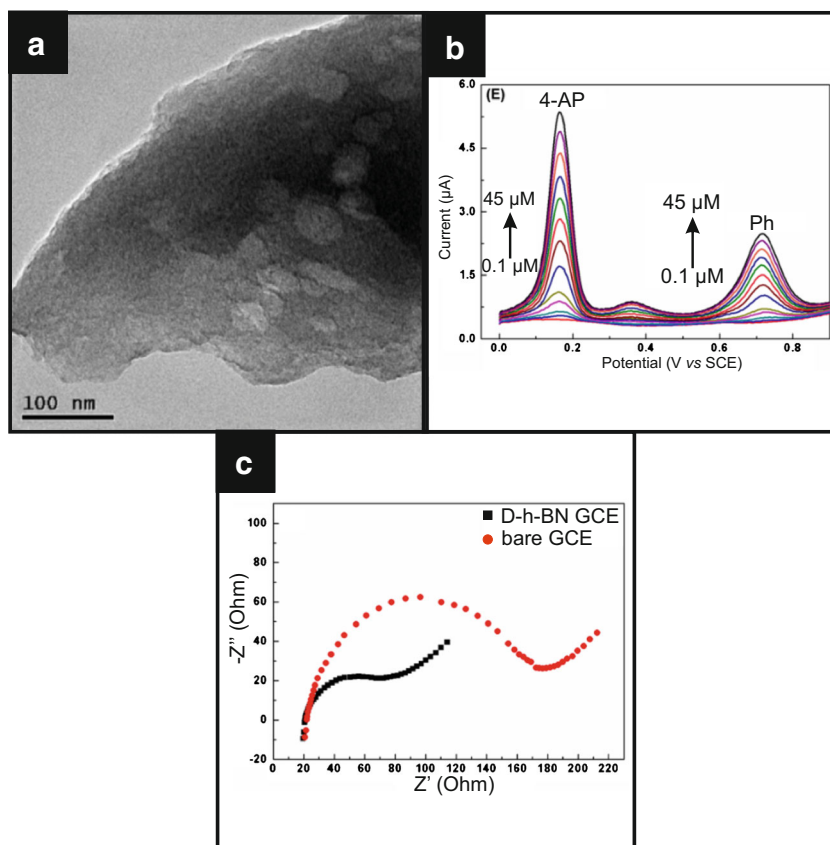 a
100 nm
b
(E)
4-AP
Ph
45 µM
0.1 µM
45 µM
0.1 µM
6.0
4.5
3.0
1.5
0.0
Current (µA)
0.0 0.2 0.4 0.6 0.8
Potential (V vs SCE)
c
D-h-BN GCE
bare GCE
100
80
60
40
20
0
-20
-Z" (Ohm)
0 20 40 60 80 100 120 140 160 180 200 220
Z' (Ohm)